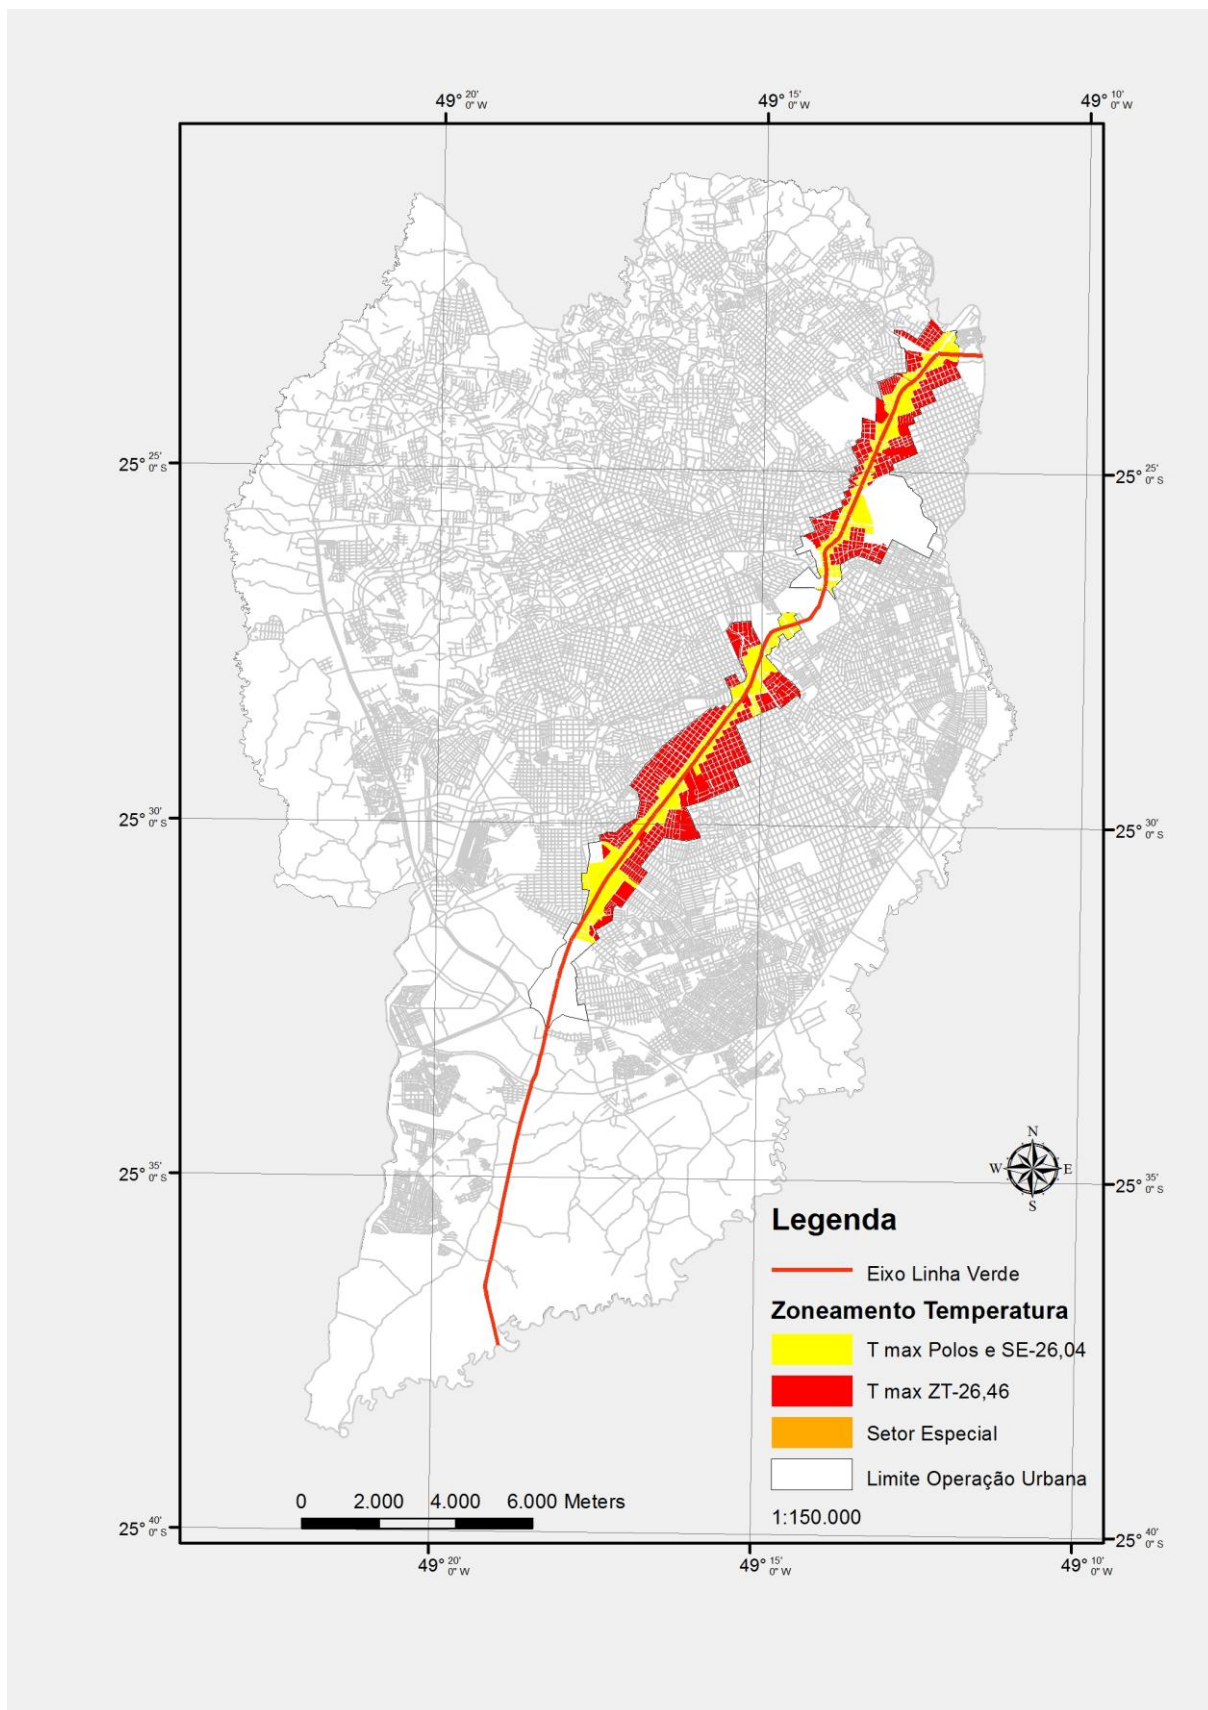 49° 20' 0" W
49° 15' 0" W
49° 10' 0" W
25° 25' 0" S
25° 25' 0" S
25° 30' 0" S
25° 30' 0" S
25° 35' 0" S
25° 35' 0" S
N
W E
S
Legenda
Eixo Linha Verde
Zoneamento Temperatura
T max Polos e SE-26,04
T max ZT-26,46
Setor Especial
Limite Operação Urbana
0 2.000 4.000 6.000 Meters
1:150.000
25° 40' 0" S
25° 40' 0" S
49° 20' 0" W
49° 15' 0" W
49° 10' 0" W